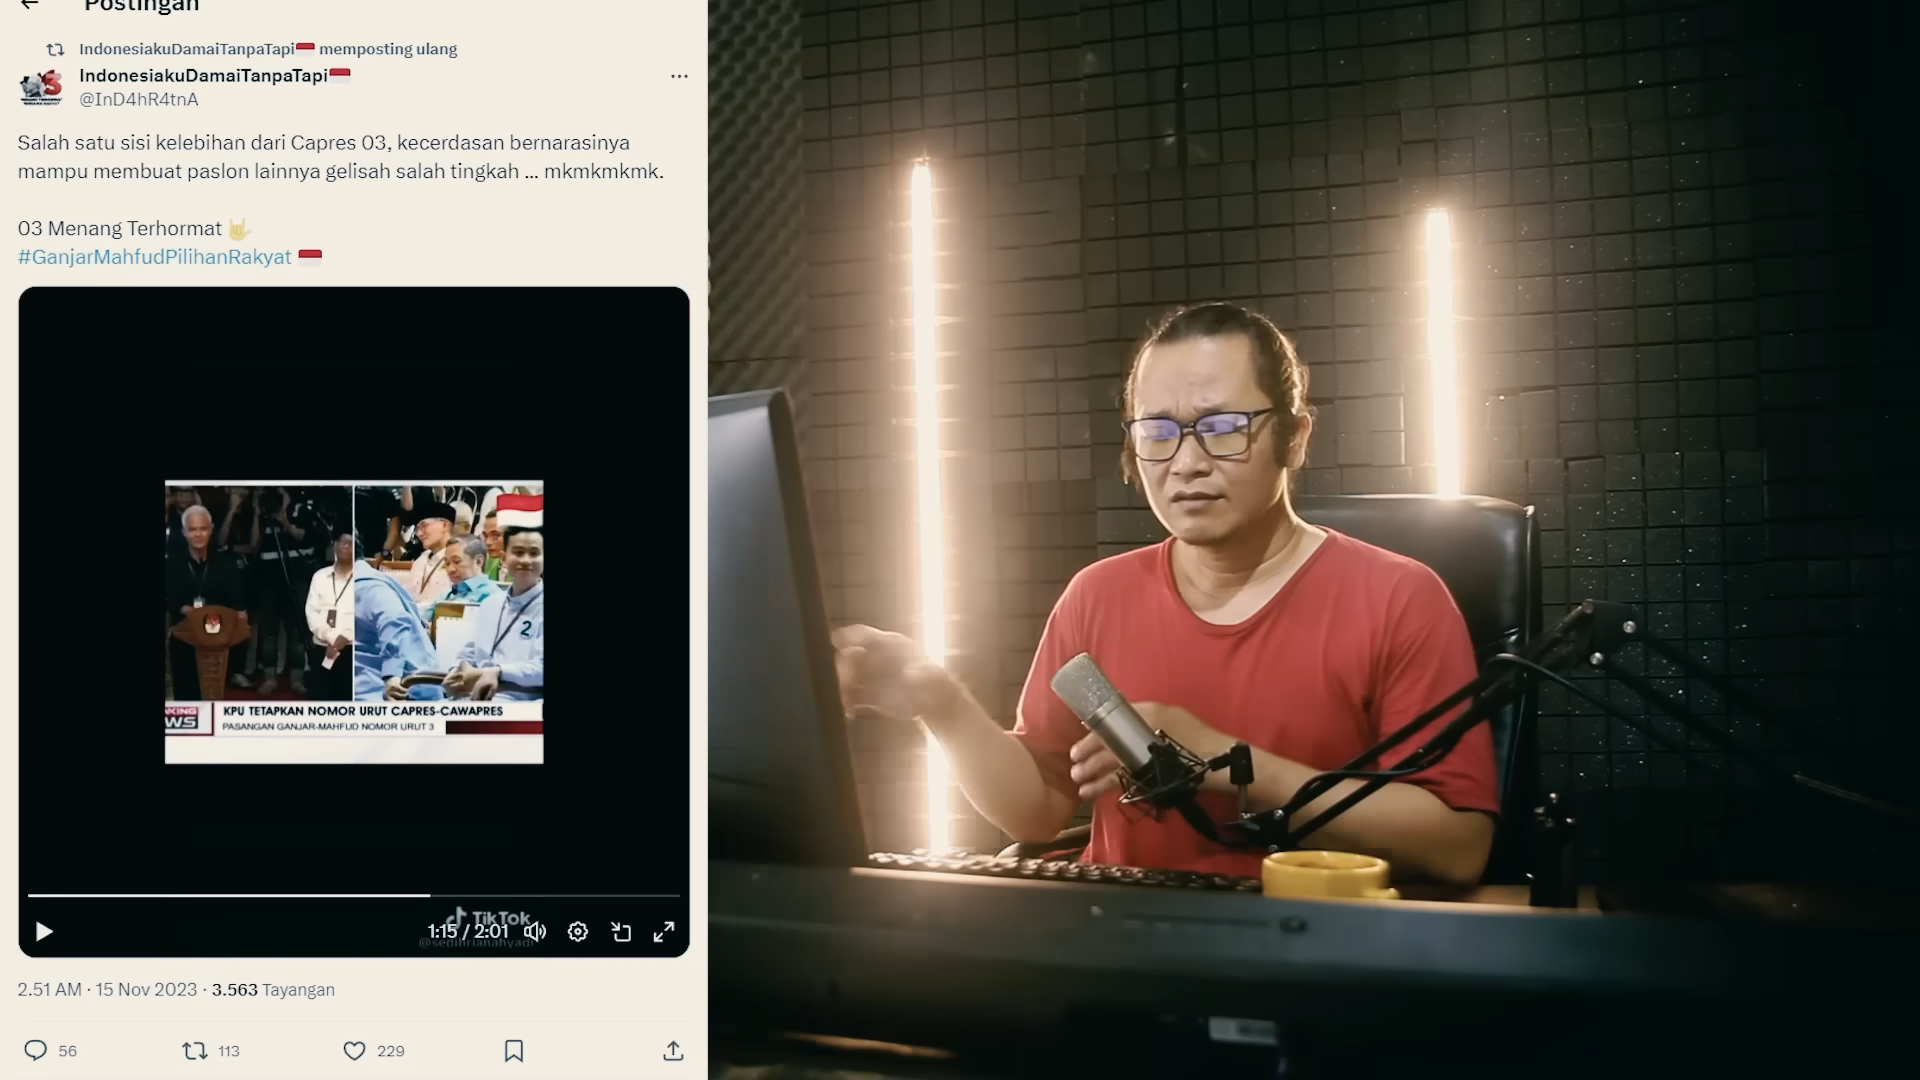 Postingan
IndonesiakuDamaiTanpaTapi🇮🇩 memposting ulang
IndonesiakuDamaiTanpaTapi🇮🇩
@InD4hR4tnA
Salah satu sisi kelebihan dari Capres 03, kecerdasan bernarasinya
mampu membuat paslon lainnya gelisah salah tingkah ... mkmkmkmk.
03 Menang Terhormat 🤟
#GanjarMahfudPilihanRakyat 🇮🇩
2
KPU TETAPKAN NOMOR URUT CAPRES-CAWAPRES
PASANGAN GANJAR-MAHFUD NOMOR URUT 3
TikTok
1:15 / 2:01
@sedihrianahyadi
2.51 AM · 15 Nov 2023 · 3.563 Tayangan
56
113
229